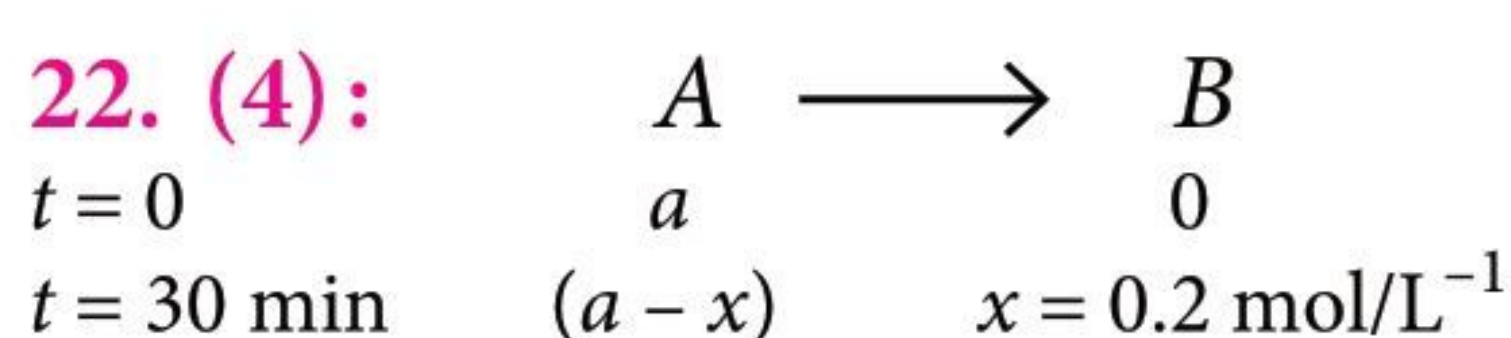 22. (4) : A ⟶ B
t = 0 a 0
t = 30 min (a – x) x = 0.2 mol/L⁻¹